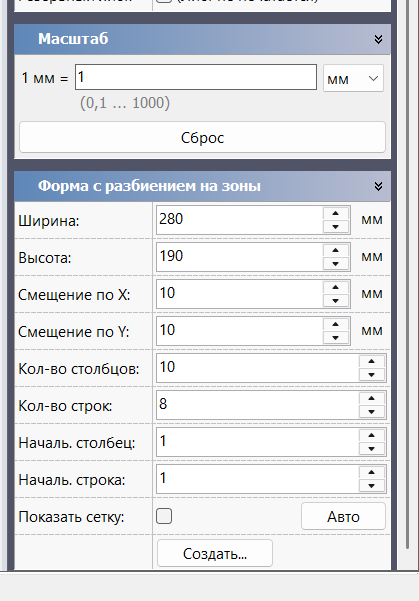 Масштаб
1 мм = 1 мм
(0,1 ... 1000)
Сброс
Форма с разбиением на зоны
Ширина: 280 мм
Высота: 190 мм
Смещение по X: 10 мм
Смещение по Y: 10 мм
Кол-во столбцов: 10
Кол-во строк: 8
Началь. столбец: 1
Началь. строка: 1
Показать сетку: Авто
Создать...